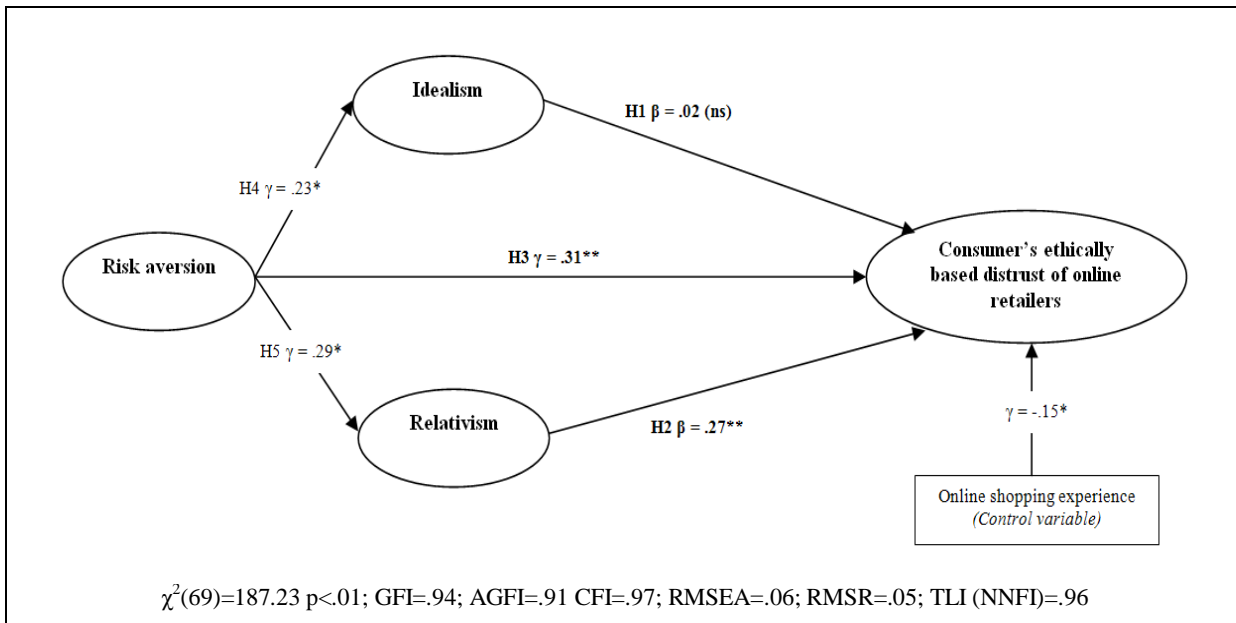 Idealism
H1 β = .02 (ns)
H4 γ = .23*
Risk aversion
H3 γ = .31**
Consumer's ethically
based distrust of online
retailers
H5 γ = .29*
Relativism
H2 β = .27**
γ = -.15*
Online shopping experience
(Control variable)
χ²(69)=187.23 p<.01; GFI=.94; AGFI=.91 CFI=.97; RMSEA=.06; RMSR=.05; TLI (NNFI)=.96